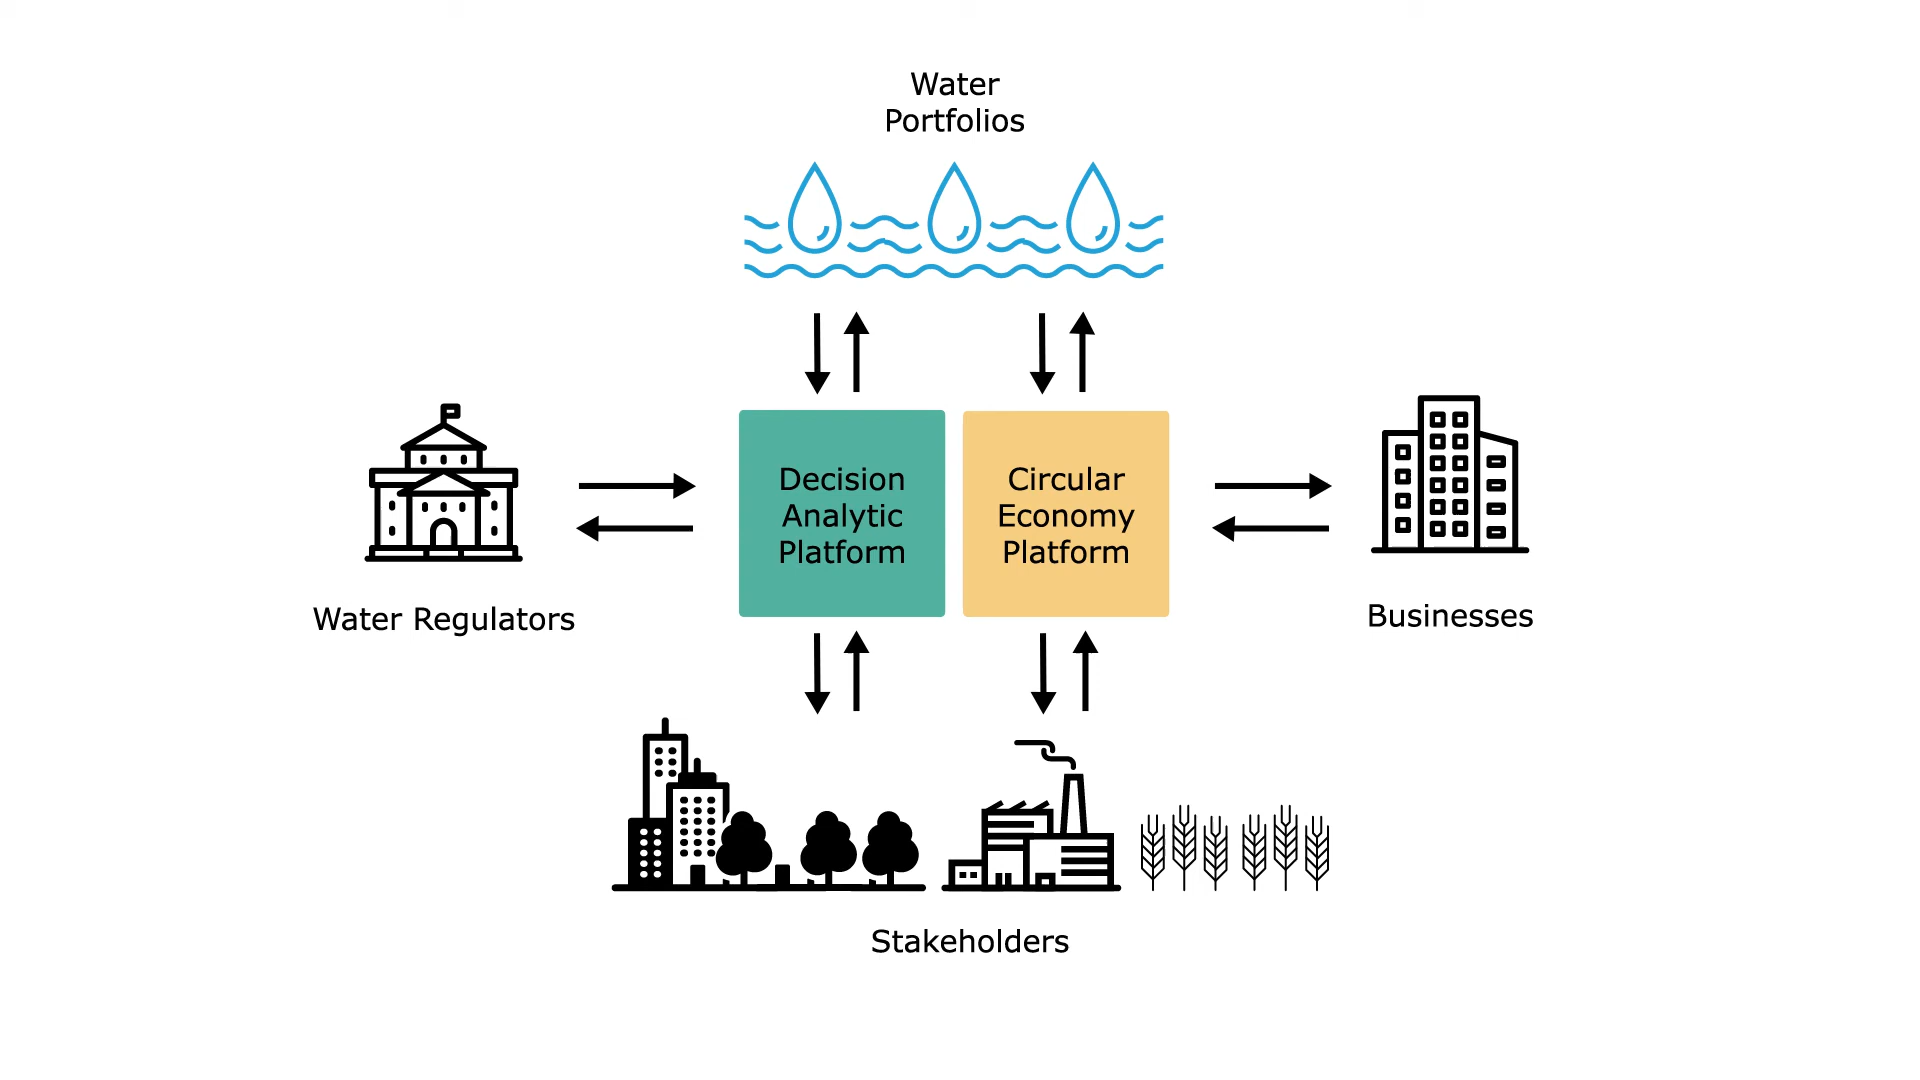 Water
Portfolios
Decision
Analytic
Platform
Circular
Economy
Platform
Water Regulators
Businesses
Stakeholders